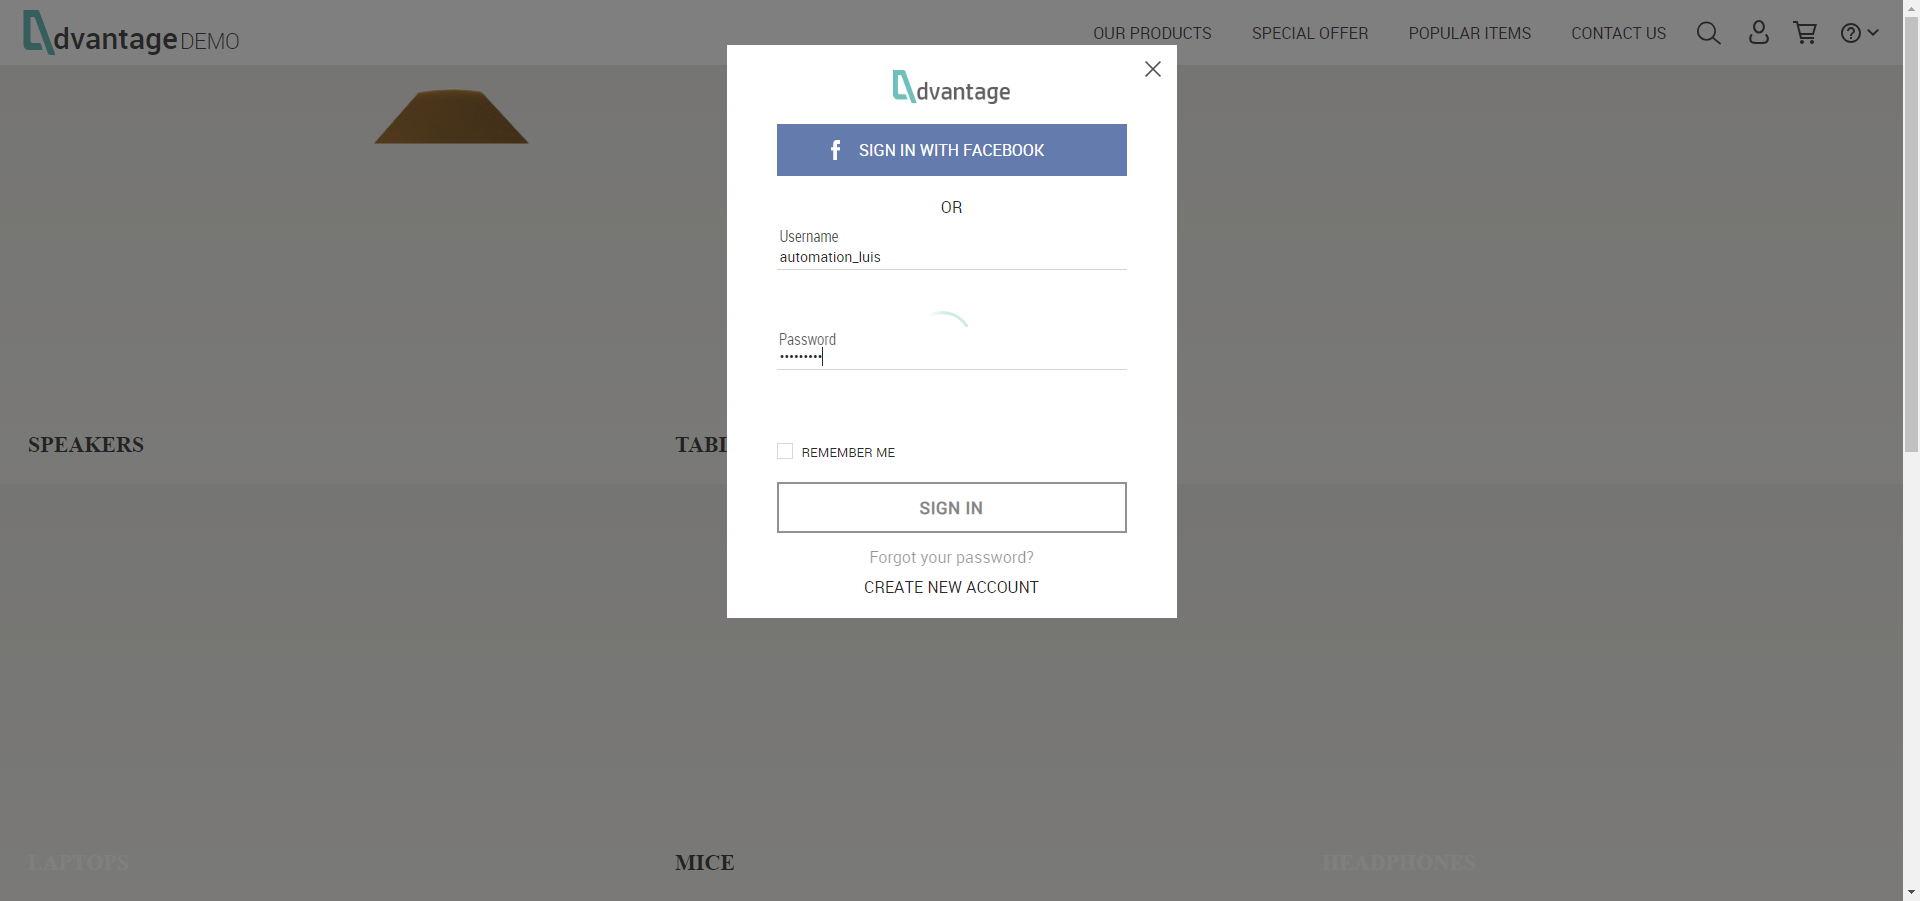 dvantage DEMO
OUR PRODUCTS
SPECIAL OFFER
POPULAR ITEMS
CONTACT US
dvantage
SIGN IN WITH FACEBOOK
OR
Username
automation_luis
Password
•••••••••
REMEMBER ME
SIGN IN
Forgot your password?
CREATE NEW ACCOUNT
SPEAKERS
TABL
LAPTOPS
MICE
HEADPHONES